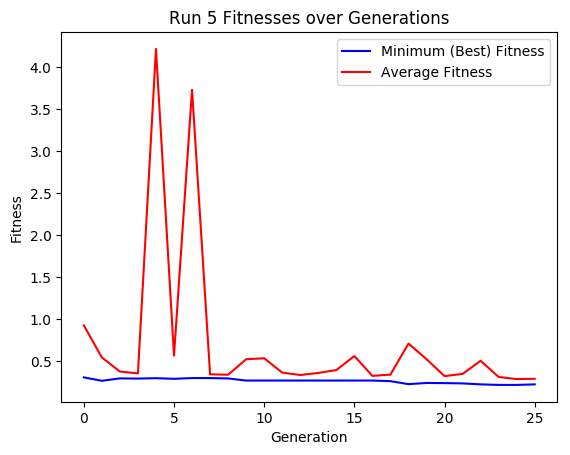 Run 5 Fitnesses over Generations
Minimum (Best) Fitness
Average Fitness
4.0
3.5
3.0
2.5
2.0
1.5
1.0
0.5
Fitness
0
5
10
15
20
25
Generation